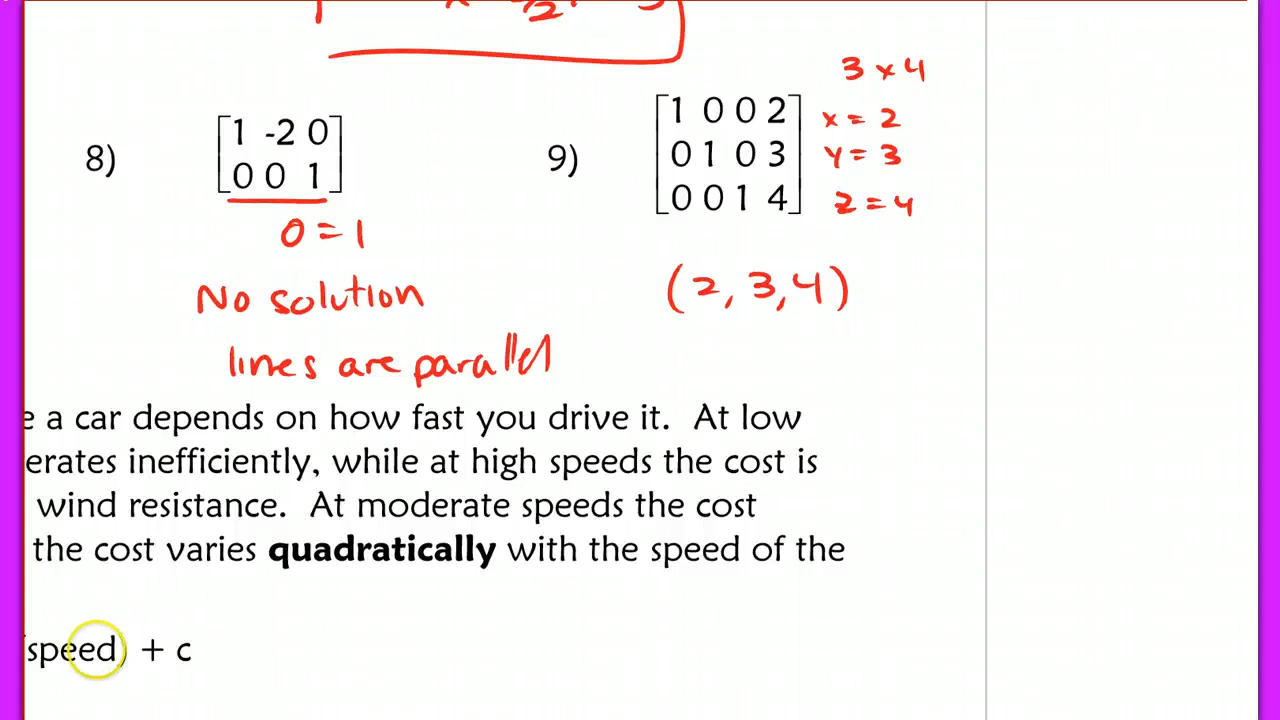 3 x 4
8)
1 -2 0
0 0 1
0 = 1
No solution
lines are parallel
9)
1 0 0 2
0 1 0 3
0 0 1 4
x = 2
y = 3
z = 4
(2, 3, 4)
a car depends on how fast you drive it. At low
erates inefficiently, while at high speeds the cost is
wind resistance. At moderate speeds the cost
the cost varies quadratically with the speed of the
speed) + c